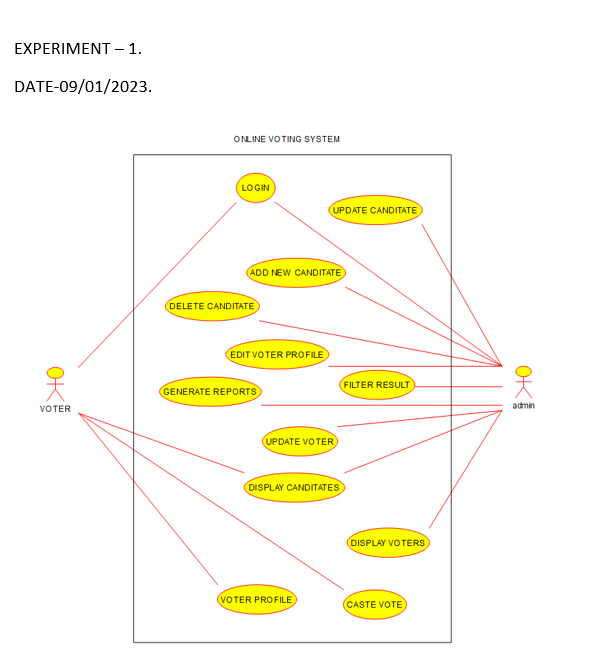 EXPERIMENT – 1.
DATE-09/01/2023.
ONLINE VOTING SYSTEM
LOGIN
UPDATE CANDITATE
ADD NEW CANDITATE
DELETE CANDITATE
EDIT VOTER PROFILE
FILTER RESULT
GENERATE REPORTS
VOTER
admin
UPDATE VOTER
DISPLAY CANDITATES
DISPLAY VOTERS
VOTER PROFILE
CASTE VOTE